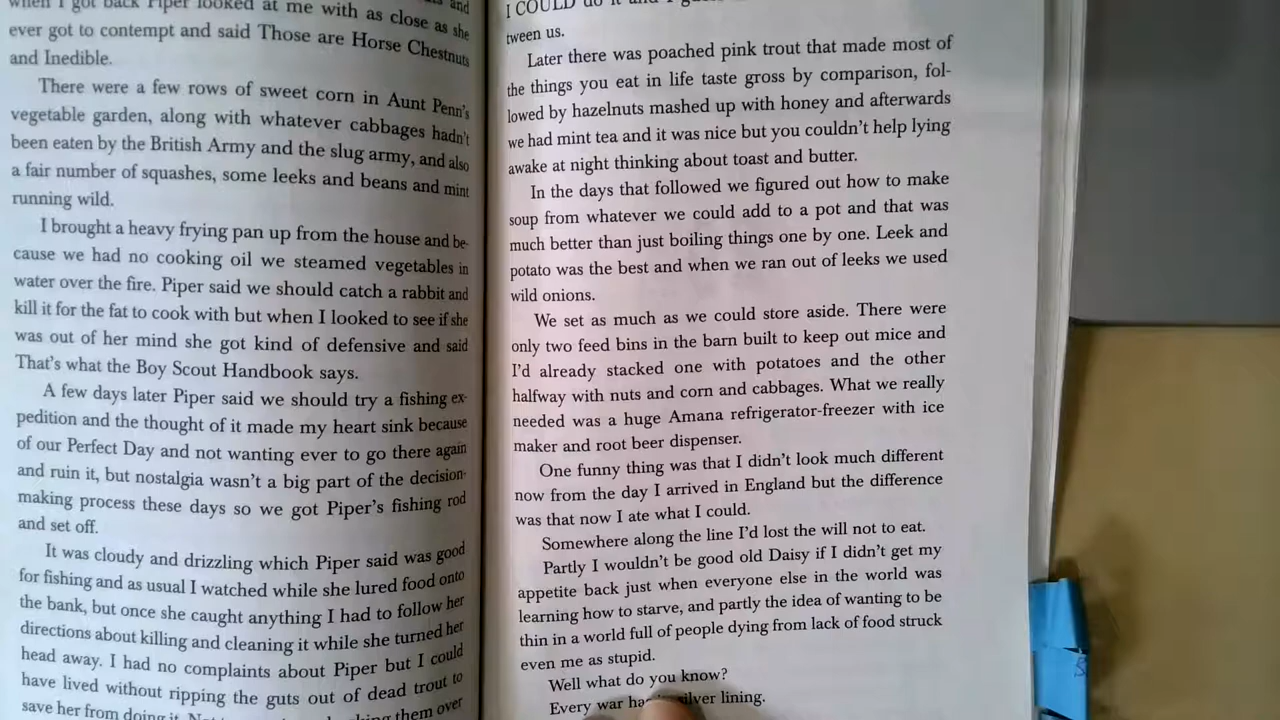 when I got back Piper looked at me with as close as she
ever got to contempt and said Those are Horse Chestnuts
and Inedible.
There were a few rows of sweet corn in Aunt Penn's
vegetable garden, along with whatever cabbages hadn't
been eaten by the British Army and the slug army, and also
a fair number of squashes, some leeks and beans and mint
running wild.
I brought a heavy frying pan up from the house and be-
cause we had no cooking oil we steamed vegetables in
water over the fire. Piper said we should catch a rabbit and
kill it for the fat to cook with but when I looked to see if she
was out of her mind she got kind of defensive and said
That's what the Boy Scout Handbook says.
A few days later Piper said we should try a fishing ex-
pedition and the thought of it made my heart sink because
of our Perfect Day and not wanting ever to go there again
and ruin it, but nostalgia wasn't a big part of the decision-
making process these days so we got Piper's fishing rod
and set off.
It was cloudy and drizzling which Piper said was good
for fishing and as usual I watched while she lured food onto
the bank, but once she caught anything I had to follow her
directions about killing and cleaning it while she turned her
head away. I had no complaints about Piper but I could
have lived without ripping the guts out of dead trout to
save her from doing it. them over
I COULD do it and I
tween us.
Later there was poached pink trout that made most of
the things you eat in life taste gross by comparison, fol-
lowed by hazelnuts mashed up with honey and afterwards
we had mint tea and it was nice but you couldn't help lying
awake at night thinking about toast and butter.
In the days that followed we figured out how to make
soup from whatever we could add to a pot and that was
much better than just boiling things one by one. Leek and
potato was the best and when we ran out of leeks we used
wild onions.
We set as much as we could store aside. There were
only two feed bins in the barn built to keep out mice and
I'd already stacked one with potatoes and the other
halfway with nuts and corn and cabbages. What we really
needed was a huge Amana refrigerator-freezer with ice
maker and root beer dispenser.
One funny thing was that I didn't look much different
now from the day I arrived in England but the difference
was that now I ate what I could.
Somewhere along the line I'd lost the will not to eat.
Partly I wouldn't be good old Daisy if I didn't get my
appetite back just when everyone else in the world was
learning how to starve, and partly the idea of wanting to be
thin in a world full of people dying from lack of food struck
even me as stupid.
Well what do you know?
Every war silver lining.